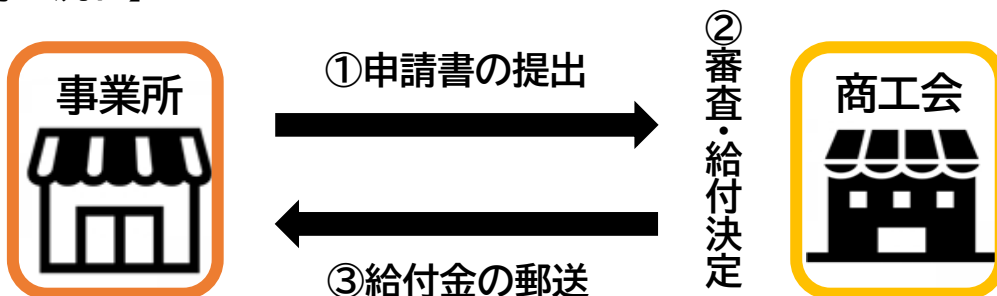 事業所
①申請書の提出
②審査・給付決定
商工会
③給付金の郵送